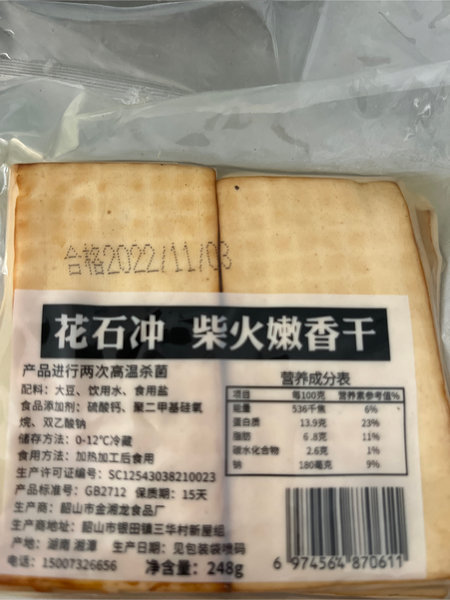 合格2022/11/03
花石冲 柴火嫩香干
产品进行两次高温杀菌
配料：大豆、饮用水、食用盐
食品添加剂：硫酸钙、聚二甲基硅氧
烷、双乙酸钠
储存方法：0-12℃冷藏
食用方法：加热加工后食用
生产许可证编号：SC12543038210023
产品标准号：GB2712 保质期：15天
生产商：韶山市金湘龙食品厂
生产商地址：韶山市银田镇三华村新屋组
产地：湖南 湘潭 生产日期：见包装袋喷码
电话：15007326656 净含量：248g
营养成分表
项目 每100克 营养素参考值%
能量 536千焦 6%
蛋白质 13.9克 23%
脂肪 6.8克 11%
碳水化合物 2.6克 1%
钠 180毫克 9%
6 974564 870611